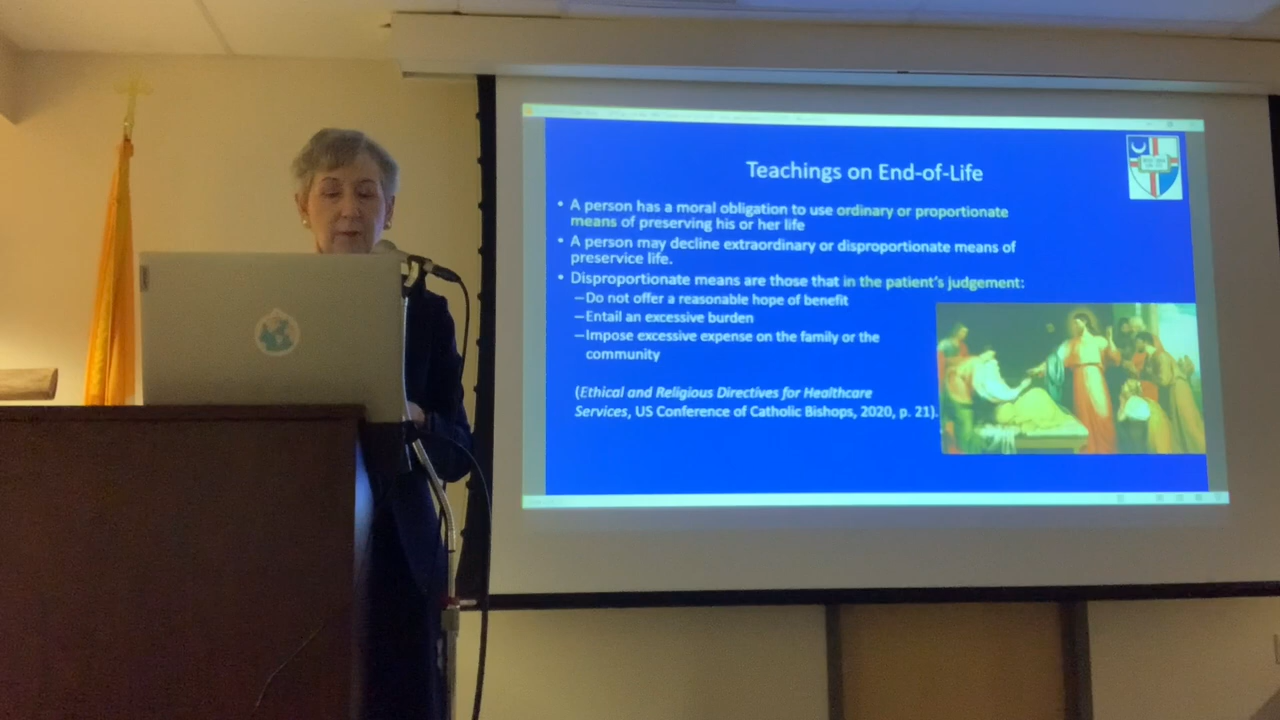 Teachings on End-of-Life
• A person has a moral obligation to use ordinary or proportionate
means of preserving his or her life
• A person may decline extraordinary or disproportionate means of
preservice life.
• Disproportionate means are those that in the patient's judgement:
–Do not offer a reasonable hope of benefit
–Entail an excessive burden
–Impose excessive expense on the family or the
community
(Ethical and Religious Directives for Healthcare
Services, US Conference of Catholic Bishops, 2020, p. 21).